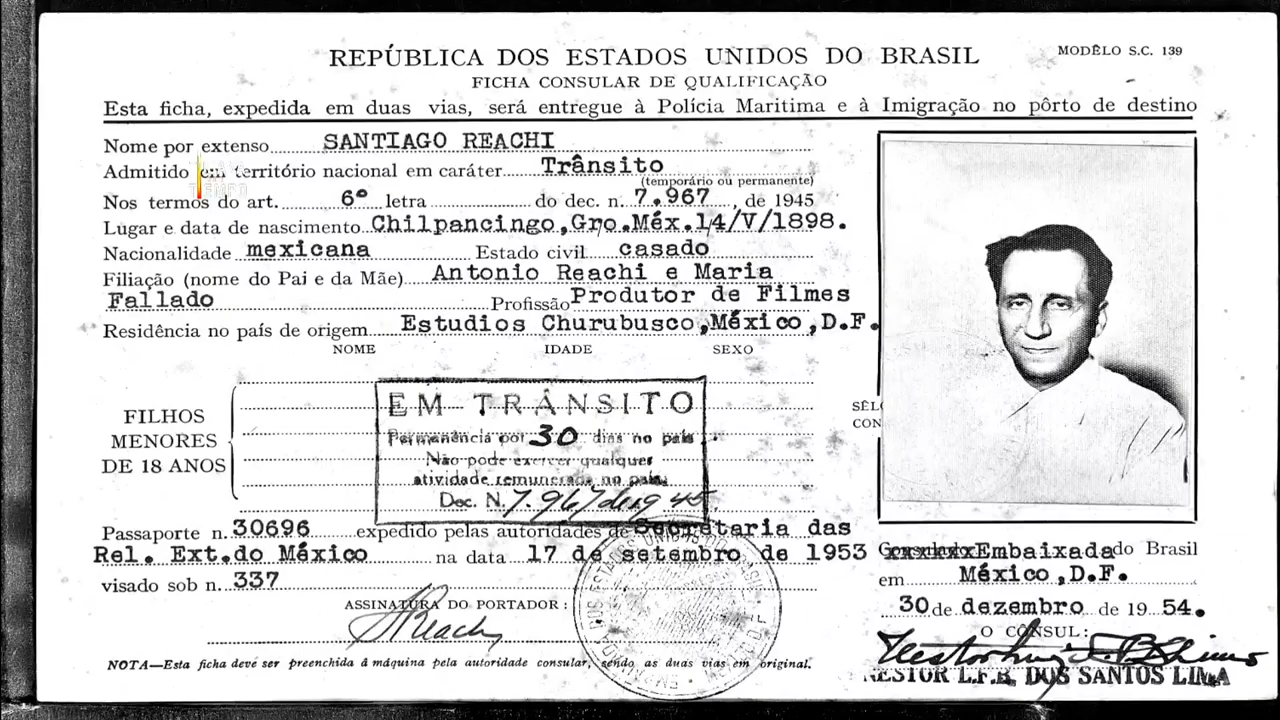 REPÚBLICA DOS ESTADOS UNIDOS DO BRASIL
MODÊLO S.C. 139
FICHA CONSULAR DE QUALIFICAÇÃO
Esta ficha, expedida em duas vias, será entregue à Polícia Maritima e à Imigração no pôrto de destino
Nome por extenso SANTIAGO REACHI
Admitido em território nacional em caráter Trânsito
(temporário ou permanente)
Nos termos do art. 6º letra do dec. n. 7.967, de 1945
Lugar e data de nascimento Chilpancingo,Gro.Méx.14/V/1898.
Nacionalidade mexicana Estado civil casado
Filiação (nome do Pai e da Mãe) Antonio Reachi e Maria
Fallado Profissão Produtor de Filmes
Residência no país de origem Estudios Churubusco,México,D.F.
NOME IDADE SEXO
FILHOS
MENORES
DE 18 ANOS
EM TRÂNSITO
Permanência por 30 dias no país
Não pode exercer qualquer
atividade remunerada no país.
Dec. N. 7.967 de 9 45
SÊL
CON
Passaporte n. 30696 expedido pelas autoridades de Secretaria das
Rel. Ext.do México na data 17 de setembro de 1953
visado sob n. 337
Embaixada do Brasil
em México,D.F.
30 de dezembro de 1954.
O CÔNSUL:
NESTOR L.F.B. DOS SANTOS LIMA
ASSINATURA DO PORTADOR:
SReachi
NOTA—Esta ficha deve ser preenchida à máquina pela autoridade consular, sendo as duas vias em original.
TIEMPO